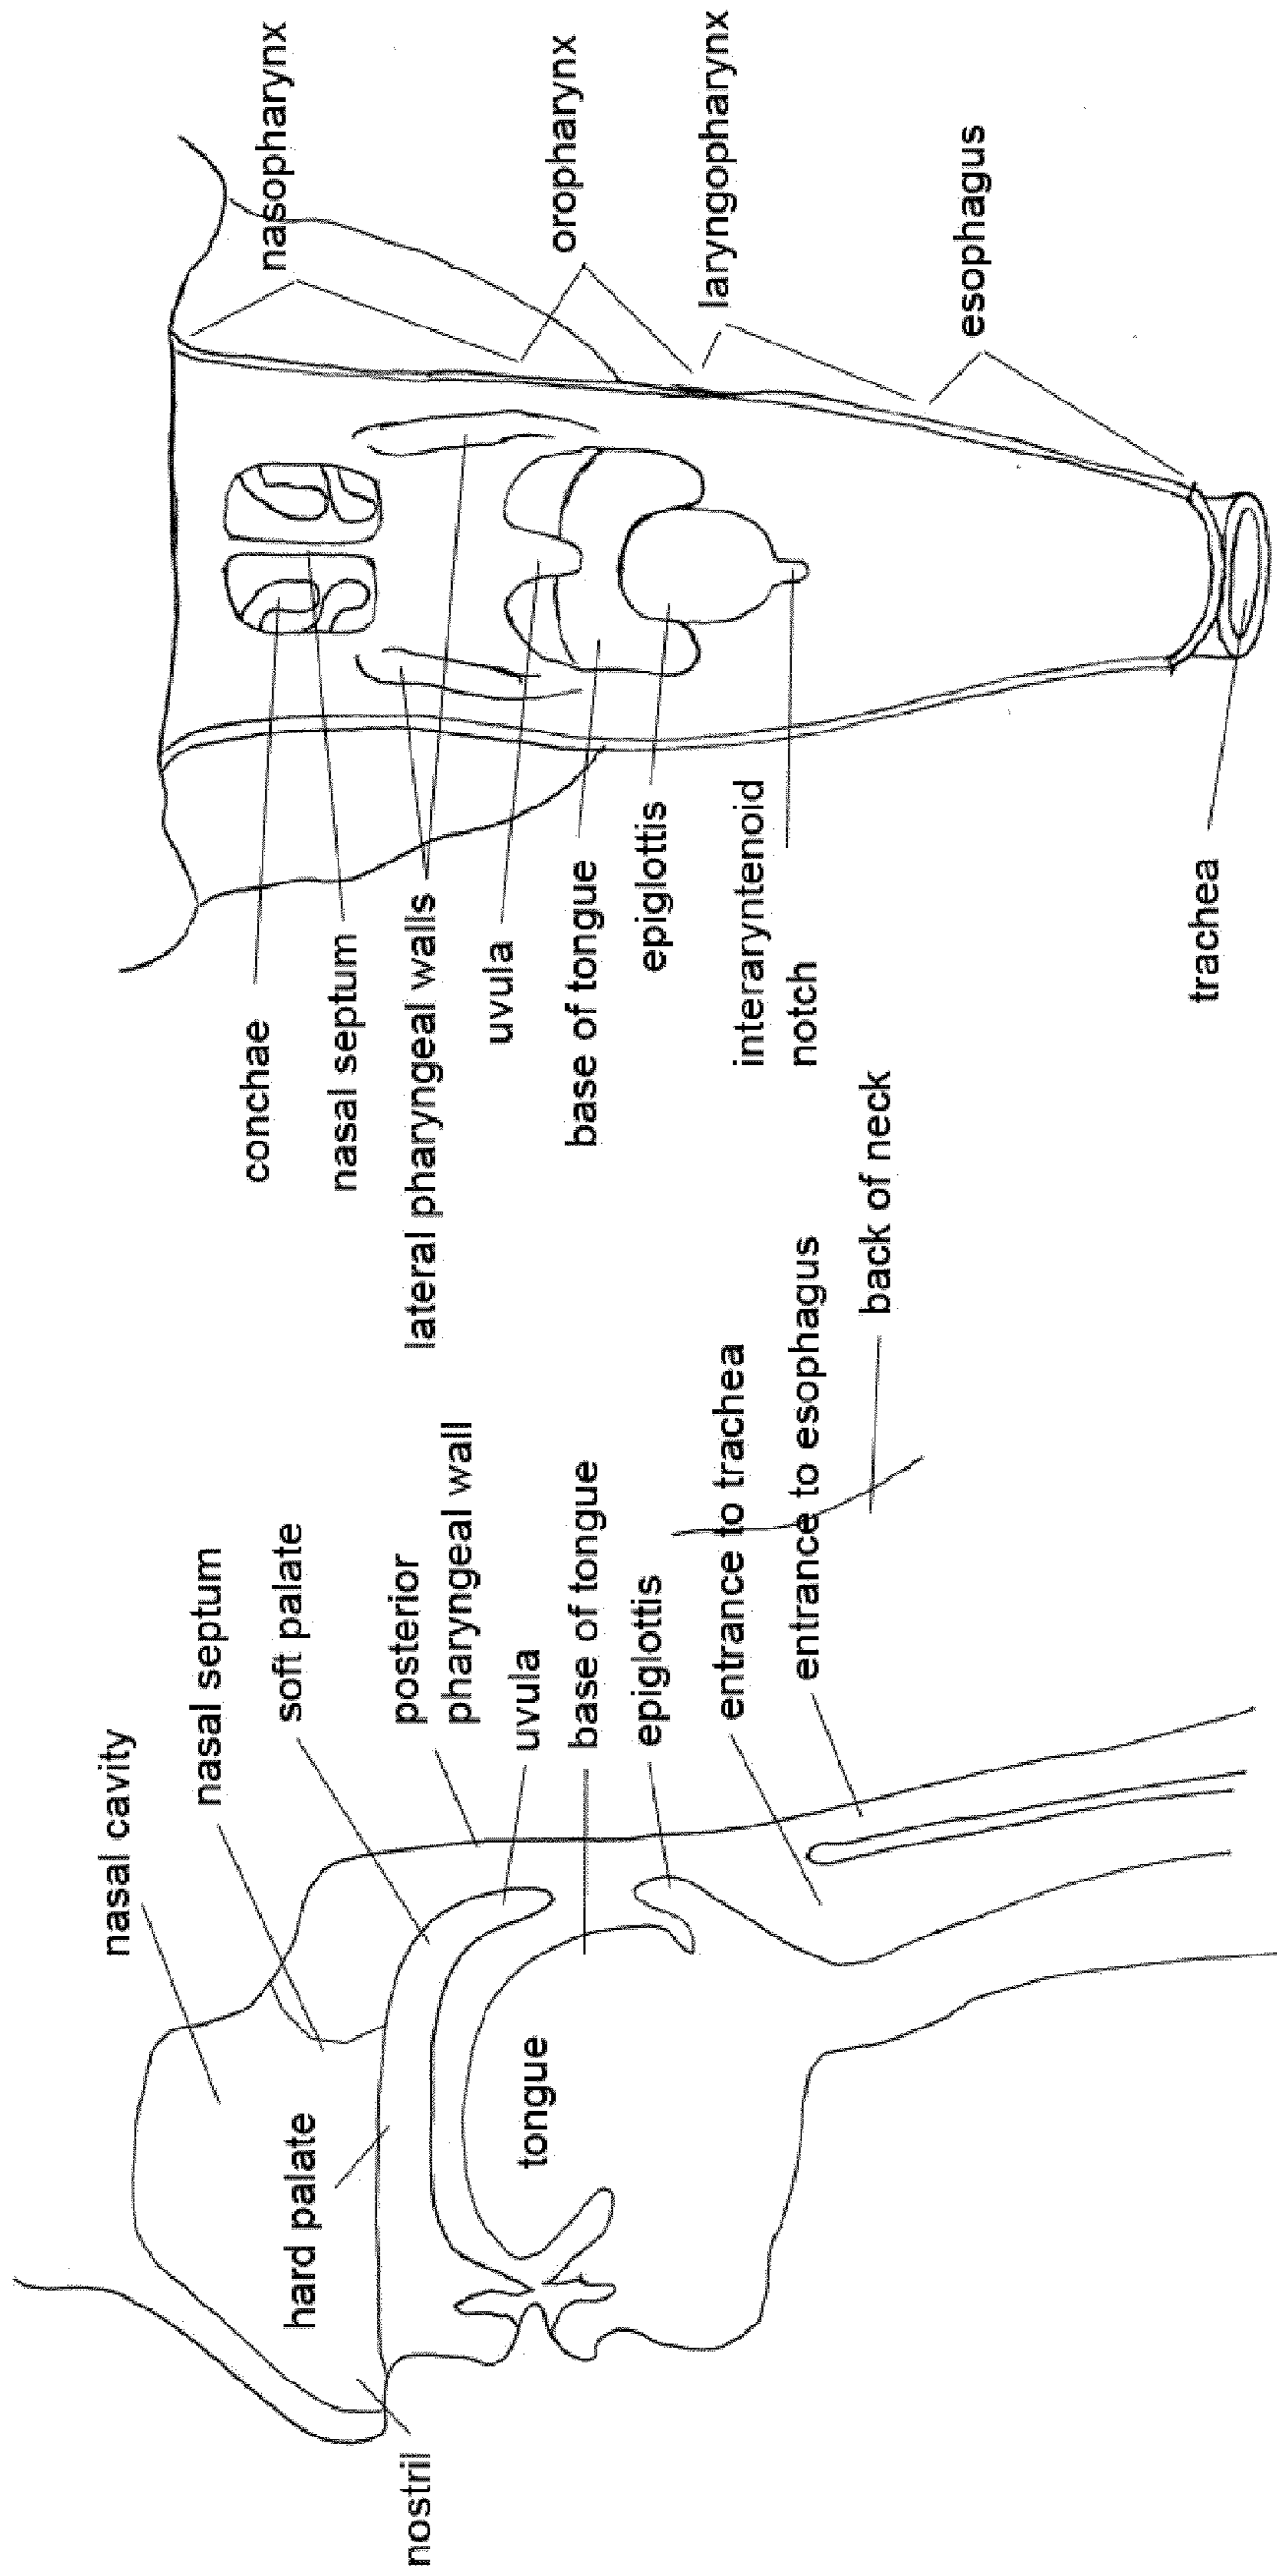 nasal cavity
nasal septum
soft palate
hard palate
posterior
pharyngeal wall
nostril
uvula
tongue
base of tongue
epiglottis
entrance to trachea
entrance to esophagus
back of neck
conchae
nasal septum
lateral pharyngeal walls
uvula
base of tongue
epiglottis
interaryntenoid
notch
trachea
nasopharynx
oropharynx
laryngopharynx
esophagus